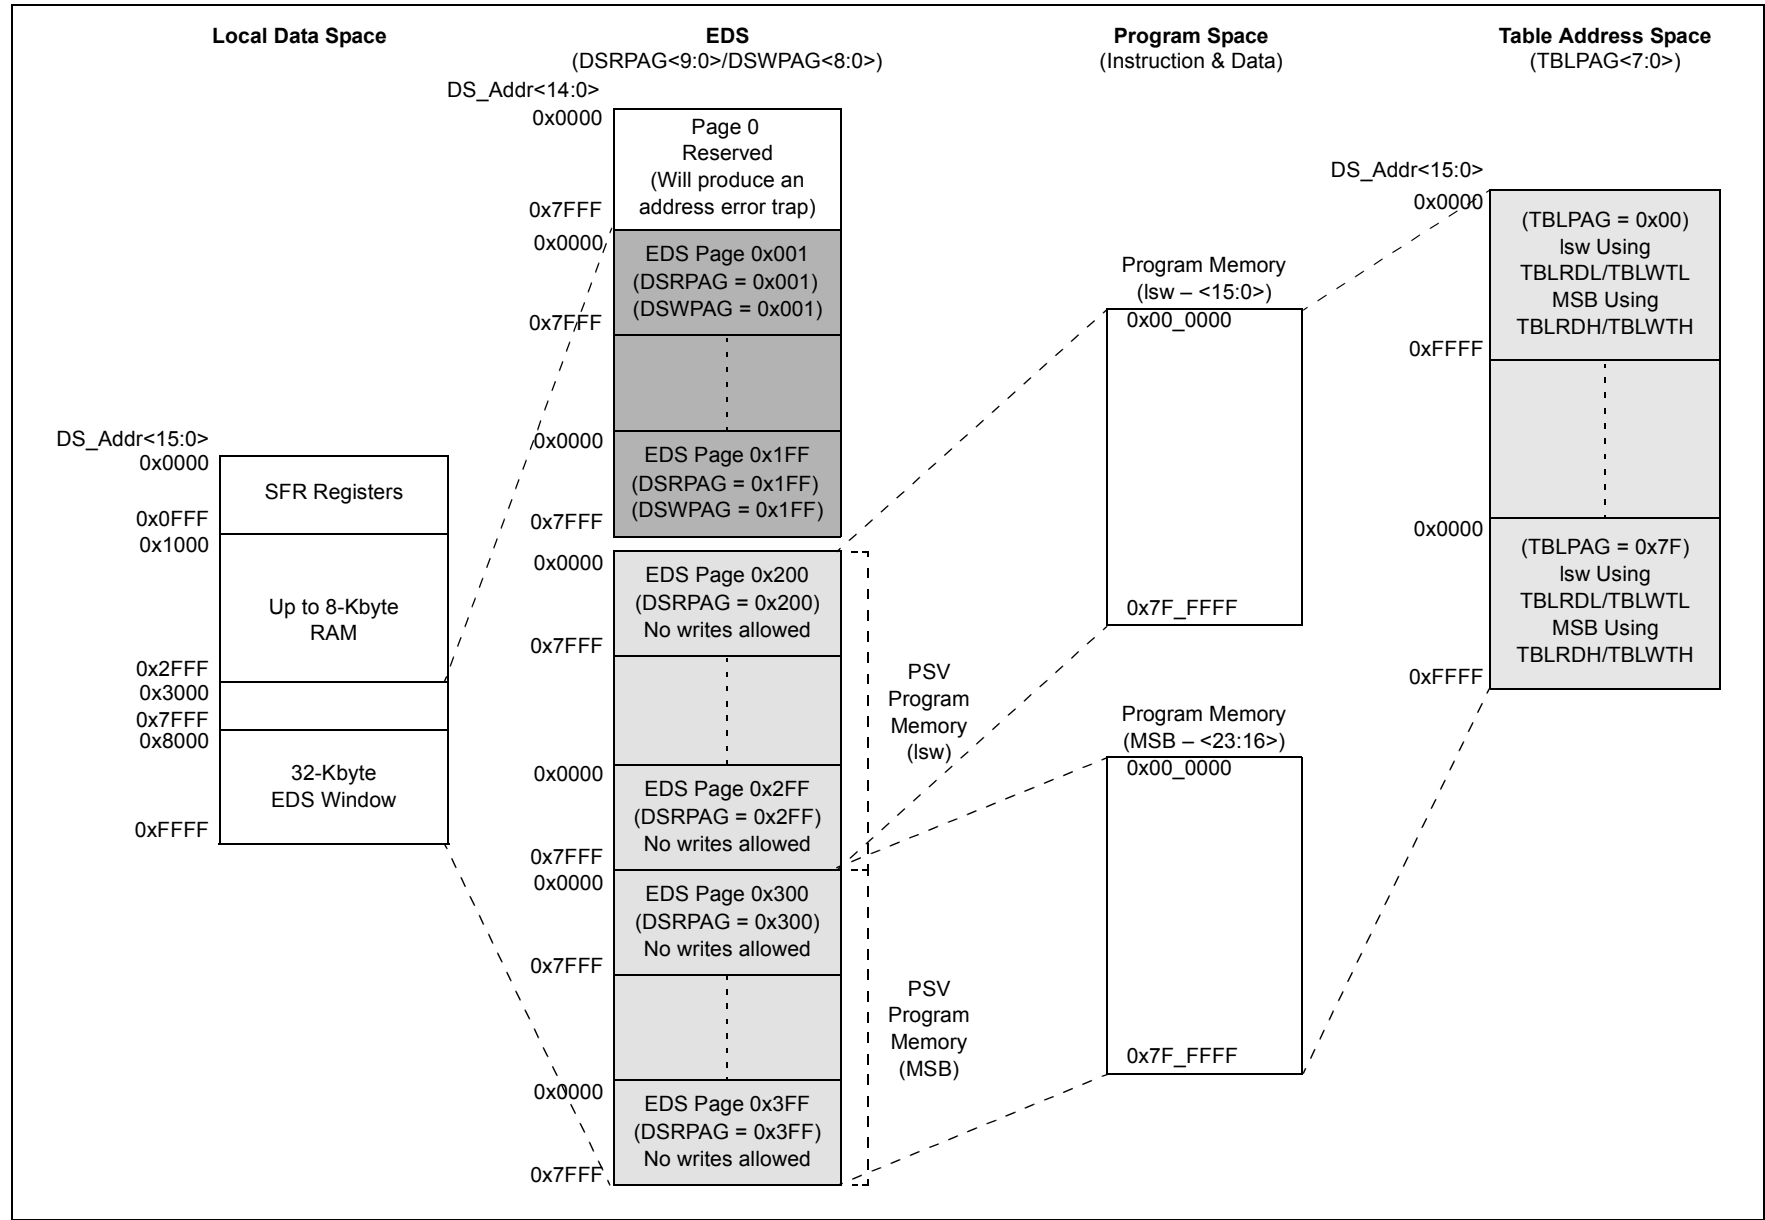 Local Data Space
DS_Addr<15:0>
0x0000
SFR Registers
0x0FFF
0x1000
Up to 8-Kbyte
RAM
0x2FFF
0x3000
0x7FFF
0x8000
32-Kbyte
EDS Window
0xFFFF
EDS
(DSRPAG<9:0>/DSWPAG<8:0>)
DS_Addr<14:0>
0x0000
Page 0
Reserved
(Will produce an
address error trap)
0x7FFF
0x0000
EDS Page 0x001
(DSRPAG = 0x001)
(DSWPAG = 0x001)
0x7FFF
0x0000
EDS Page 0x1FF
(DSRPAG = 0x1FF)
(DSWPAG = 0x1FF)
0x7FFF
0x0000
EDS Page 0x200
(DSRPAG = 0x200)
No writes allowed
0x7FFF
PSV
Program
Memory
(lsw)
0x0000
EDS Page 0x2FF
(DSRPAG = 0x2FF)
No writes allowed
0x7FFF
0x0000
EDS Page 0x300
(DSRPAG = 0x300)
No writes allowed
0x7FFF
PSV
Program
Memory
(MSB)
0x0000
EDS Page 0x3FF
(DSRPAG = 0x3FF)
No writes allowed
0x7FFF
Program Space
(Instruction & Data)
Program Memory
(lsw – <15:0>)
0x00_0000
0x7F_FFFF
Program Memory
(MSB – <23:16>)
0x00_0000
0x7F_FFFF
Table Address Space
(TBLPAG<7:0>)
DS_Addr<15:0>
0x0000
(TBLPAG = 0x00)
lsw Using
TBLRDL/TBLWTL
MSB Using
TBLRDH/TBLWTH
0xFFFF
0x0000
(TBLPAG = 0x7F)
lsw Using
TBLRDL/TBLWTL
MSB Using
TBLRDH/TBLWTH
0xFFFF